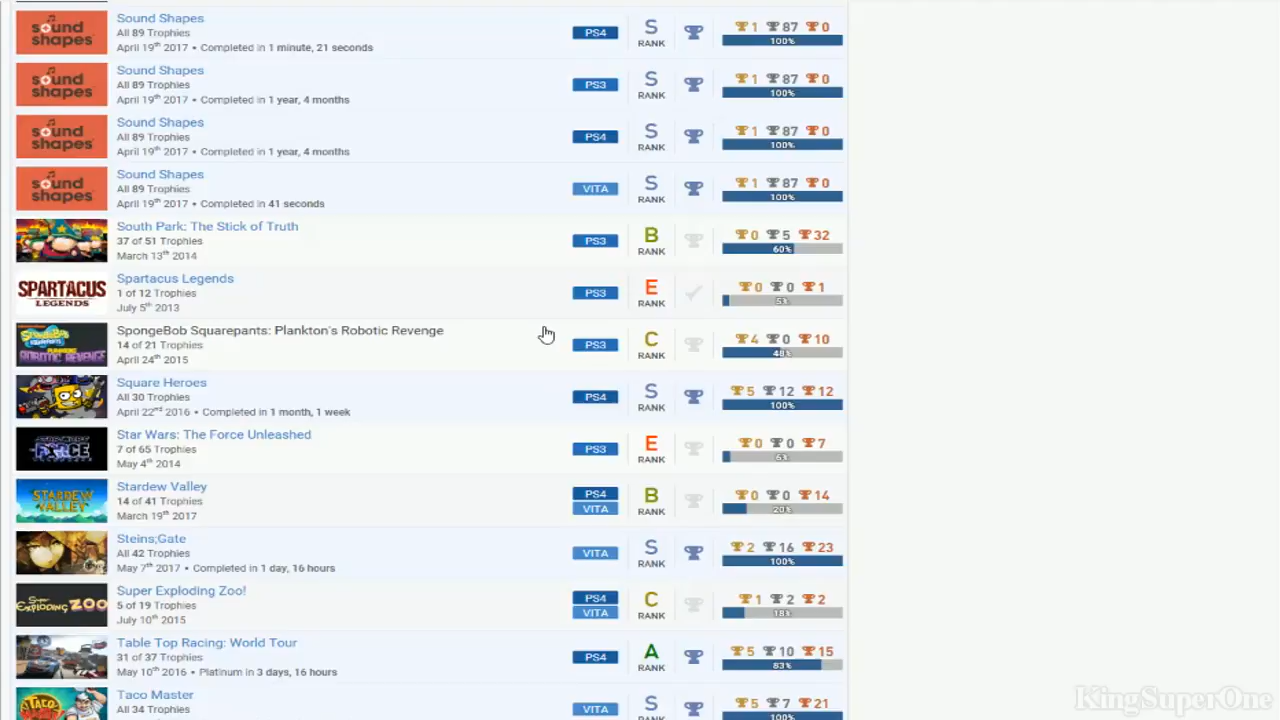 sound shapes
Sound Shapes
All 89 Trophies
April 19th 2017 • Completed in 1 minute, 21 seconds
PS4
S RANK
1 87 0
100%
sound shapes
Sound Shapes
All 89 Trophies
April 19th 2017 • Completed in 1 year, 4 months
PS3
S RANK
1 87 0
100%
sound shapes
Sound Shapes
All 89 Trophies
April 19th 2017 • Completed in 1 year, 4 months
PS4
S RANK
1 87 0
100%
sound shapes
Sound Shapes
All 89 Trophies
April 19th 2017 • Completed in 41 seconds
VITA
S RANK
1 87 0
100%
South Park: The Stick of Truth
37 of 51 Trophies
March 13th 2014
PS3
B RANK
0 5 32
60%
SPARTACUS LEGENDS
Spartacus Legends
1 of 12 Trophies
July 5th 2013
PS3
E RANK
0 0 1
5%
SpongeBob ROBOTIC REVENGE
SpongeBob Squarepants: Plankton's Robotic Revenge
14 of 21 Trophies
April 24th 2015
PS3
C RANK
4 0 10
48%
Square Heroes
All 30 Trophies
April 22nd 2016 • Completed in 1 month, 1 week
PS4
S RANK
5 12 12
100%
FORCE
Star Wars: The Force Unleashed
7 of 65 Trophies
May 4th 2014
PS3
E RANK
0 0 7
6%
STARDEW VALLEY
Stardew Valley
14 of 41 Trophies
March 19th 2017
PS4
VITA
B RANK
0 0 14
20%
Steins;Gate
All 42 Trophies
May 7th 2017 • Completed in 1 day, 16 hours
VITA
S RANK
2 16 23
100%
Super EXPLODING ZOO
Super Exploding Zoo!
5 of 19 Trophies
July 10th 2015
PS4
VITA
C RANK
1 2 2
18%
Table Top Racing: World Tour
31 of 37 Trophies
May 10th 2016 • Platinum in 3 days, 16 hours
PS4
A RANK
5 10 15
83%
TACO
Taco Master
All 34 Trophies
VITA
S RANK
5 7 21
100%
KingSuperOne